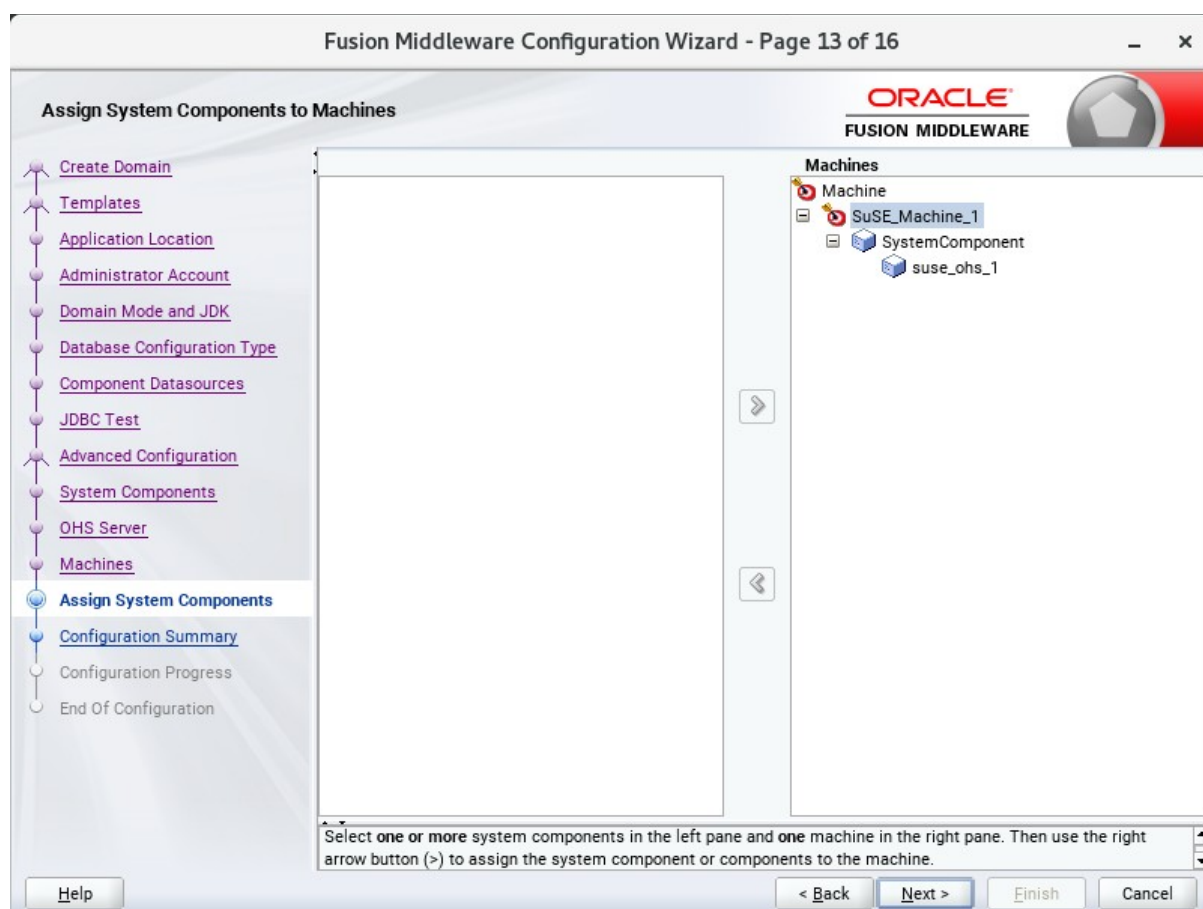 Fusion Middleware Configuration Wizard - Page 13 of 16
Assign System Components to Machines
ORACLE
FUSION MIDDLEWARE
Create Domain
Templates
Application Location
Administrator Account
Domain Mode and JDK
Database Configuration Type
Component Datasources
JDBC Test
Advanced Configuration
System Components
OHS Server
Machines
Assign System Components
Configuration Summary
Configuration Progress
End Of Configuration
Machines
Machine
SuSE_Machine_1
SystemComponent
suse_ohs_1
Select one or more system components in the left pane and one machine in the right pane. Then use the right
arrow button (>) to assign the system component or components to the machine.
Help
< Back
Next >
Finish
Cancel